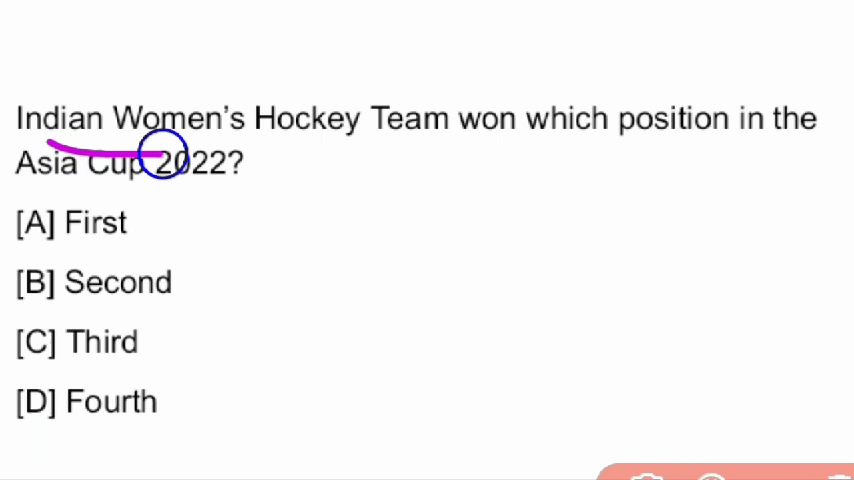 Indian Women's Hockey Team won which position in the
Asia Cup 2022?
[A] First
[B] Second
[C] Third
[D] Fourth